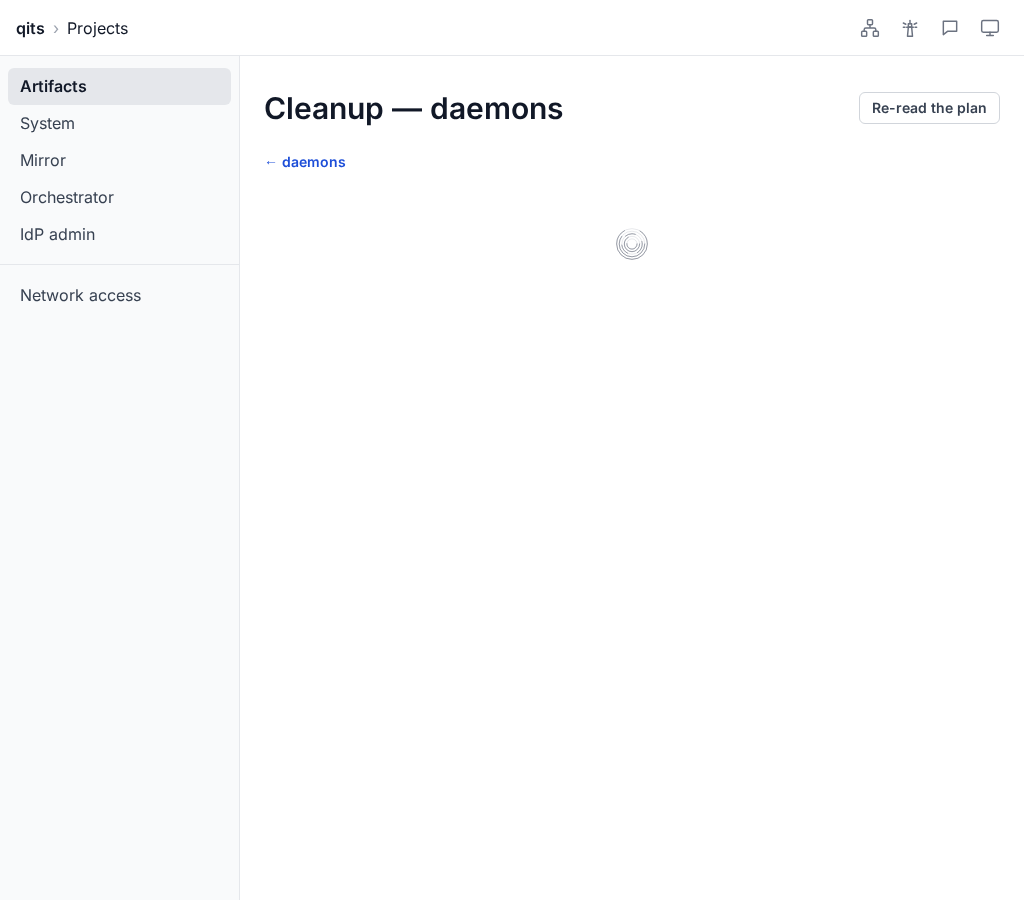 qits › Projects
Artifacts
System
Mirror
Orchestrator
IdP admin
Network access
Cleanup — daemons
Re-read the plan
← daemons